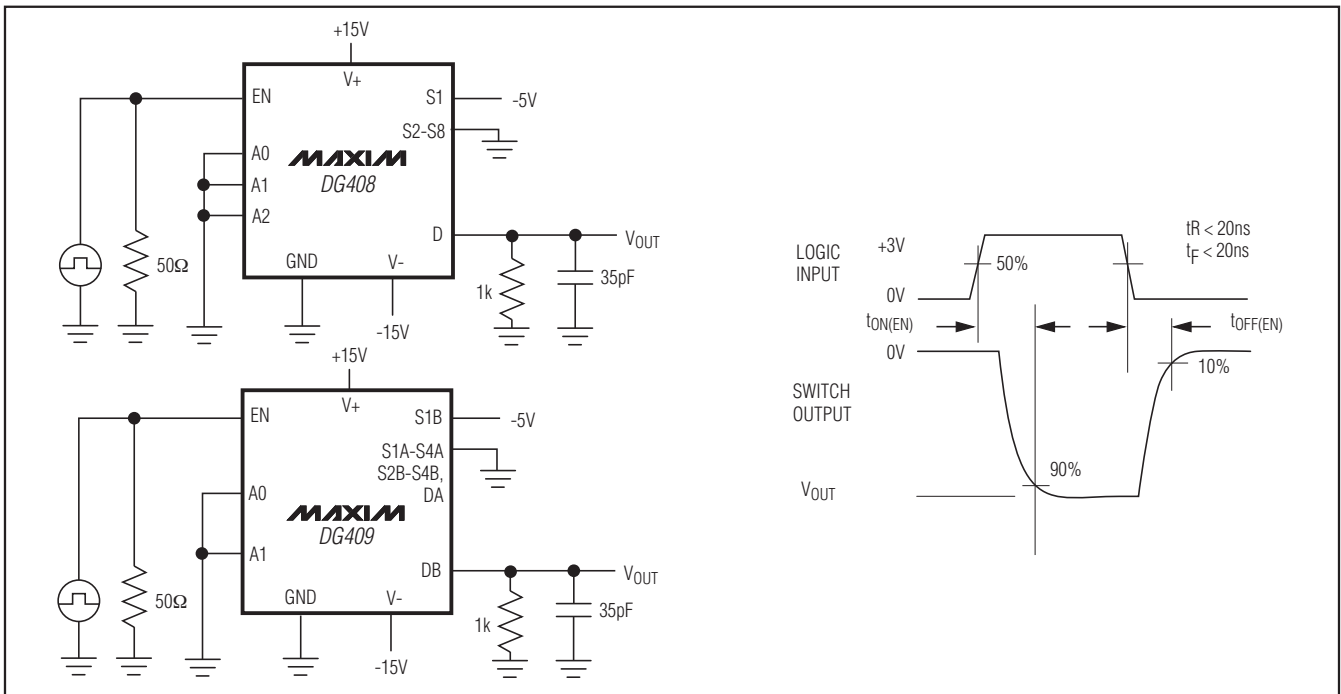 +15V
V+
EN
S1
-5V
S2-S8
A0
MAXIM
A1
DG408
A2
D
VOUT
50Ω
GND
V-
1k
35pF
-15V
+15V
V+
EN
S1B
-5V
S1A-S4A
S2B-S4B,
DA
A0
MAXIM
DG409
A1
DB
VOUT
50Ω
GND
V-
1k
35pF
-15V
LOGIC
INPUT
+3V
50%
0V
tR < 20ns
tF < 20ns
tON(EN)
tOFF(EN)
0V
10%
SWITCH
OUTPUT
90%
VOUT